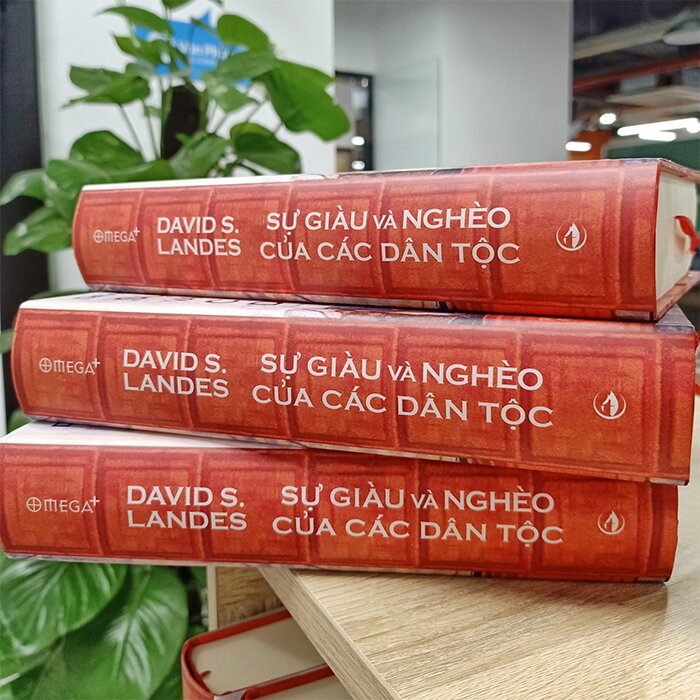 OMEGA+
DAVID S.
LANDES
SỰ GIÀU VÀ NGHÈO
CỦA CÁC DÂN TỘC
OMEGA+
DAVID S.
LANDES
SỰ GIÀU VÀ NGHÈO
CỦA CÁC DÂN TỘC
OMEGA+
DAVID S.
LANDES
SỰ GIÀU VÀ NGHÈO
CỦA CÁC DÂN TỘC